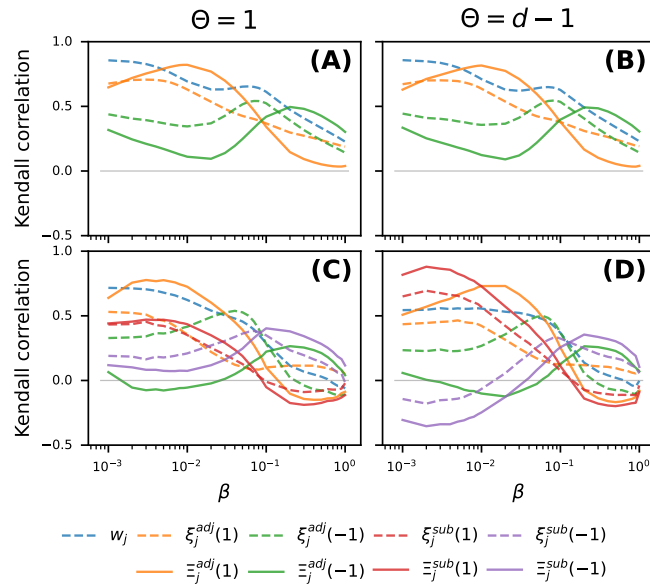 Θ = 1 Θ = d − 1
1.0 (A) (B)
0.5
0.0
−0.5
Kendall correlation
1.0 (C) (D)
0.5
0.0
−0.5
Kendall correlation
10⁻³ 10⁻² 10⁻¹ 10⁰ 10⁻³ 10⁻² 10⁻¹ 10⁰
β β
w_j ξ_j^{adj}(1) ξ_j^{adj}(−1) ξ_j^{sub}(1) ξ_j^{sub}(−1)
Ξ_j^{adj}(1) Ξ_j^{adj}(−1) Ξ_j^{sub}(1) Ξ_j^{sub}(−1)